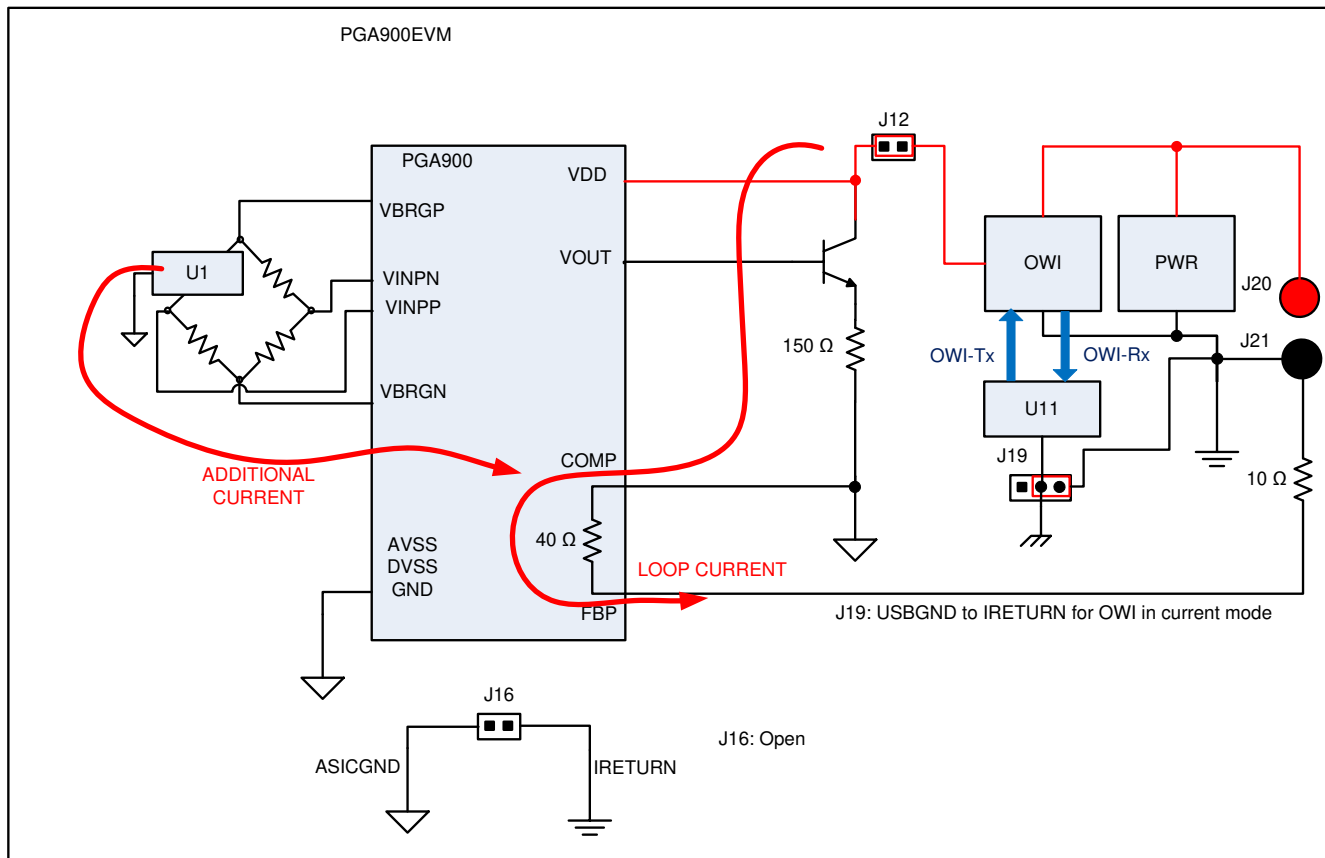 PGA900EVM
J12
PGA900
VDD
VBRGP
U1
VINPN
VOUT
VINPP
OWI
PWR
J20
J21
150 Ω
OWI-Tx
OWI-Rx
VBRGN
U11
COMP
J19
ADDITIONAL
CURRENT
10 Ω
40 Ω
AVSS
DVSS
GND
LOOP CURRENT
FBP
J19: USBGND to IRETURN for OWI in current mode
J16
J16: Open
ASICGND
IRETURN